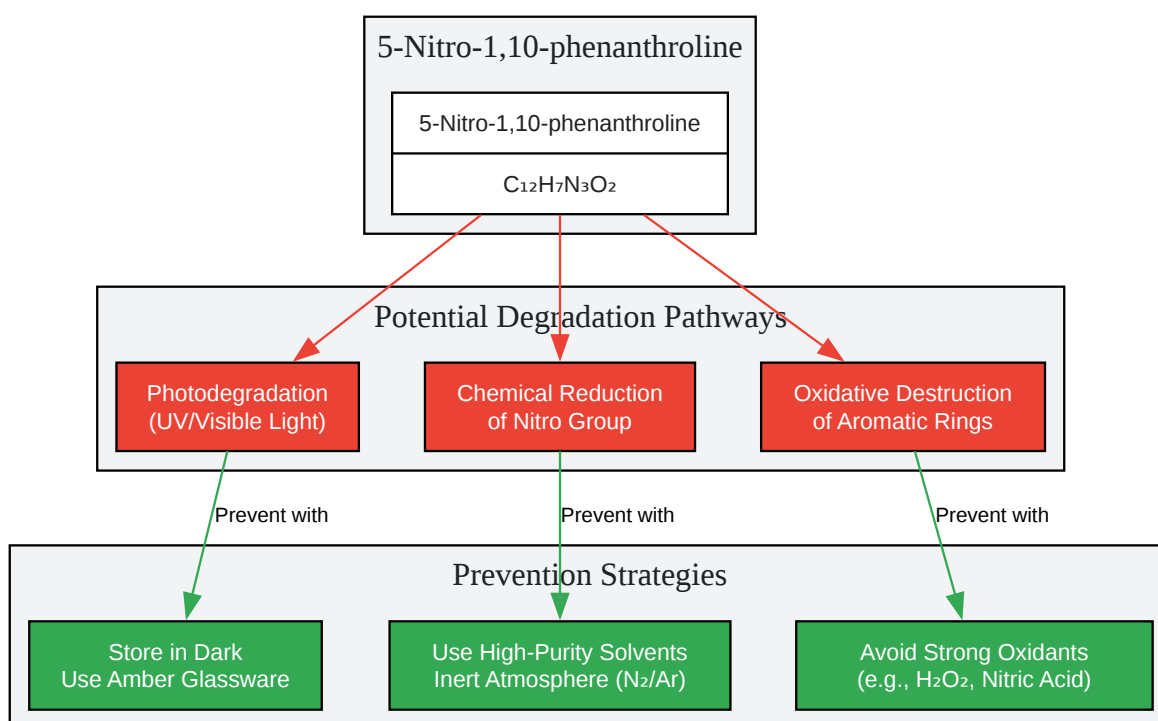 5-Nitro-1,10-phenanthroline
5-Nitro-1,10-phenanthroline
C₁₂H₇N₃O₂
Potential Degradation Pathways
Photodegradation
(UV/Visible Light)
Chemical Reduction
of Nitro Group
Oxidative Destruction
of Aromatic Rings
Prevent with
Prevent with
Prevent with
Prevention Strategies
Store in Dark
Use Amber Glassware
Use High-Purity Solvents
Inert Atmosphere (N₂/Ar)
Avoid Strong Oxidants
(e.g., H₂O₂, Nitric Acid)